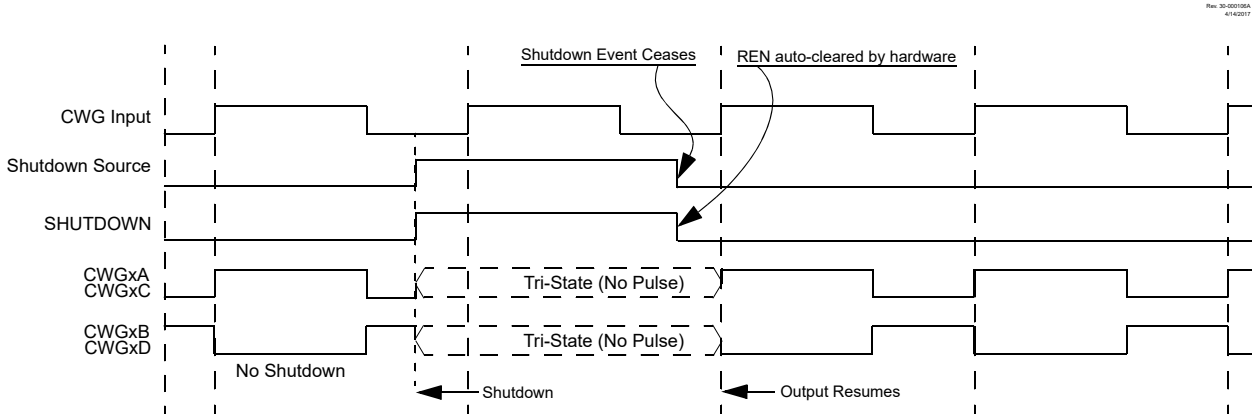 Rev. 30-000106A
4/14/2017
Shutdown Event Ceases
REN auto-cleared by hardware
CWG Input
Shutdown Source
SHUTDOWN
CWGxA
CWGxC
Tri-State (No Pulse)
CWGxB
CWGxD
Tri-State (No Pulse)
No Shutdown
Shutdown
Output Resumes